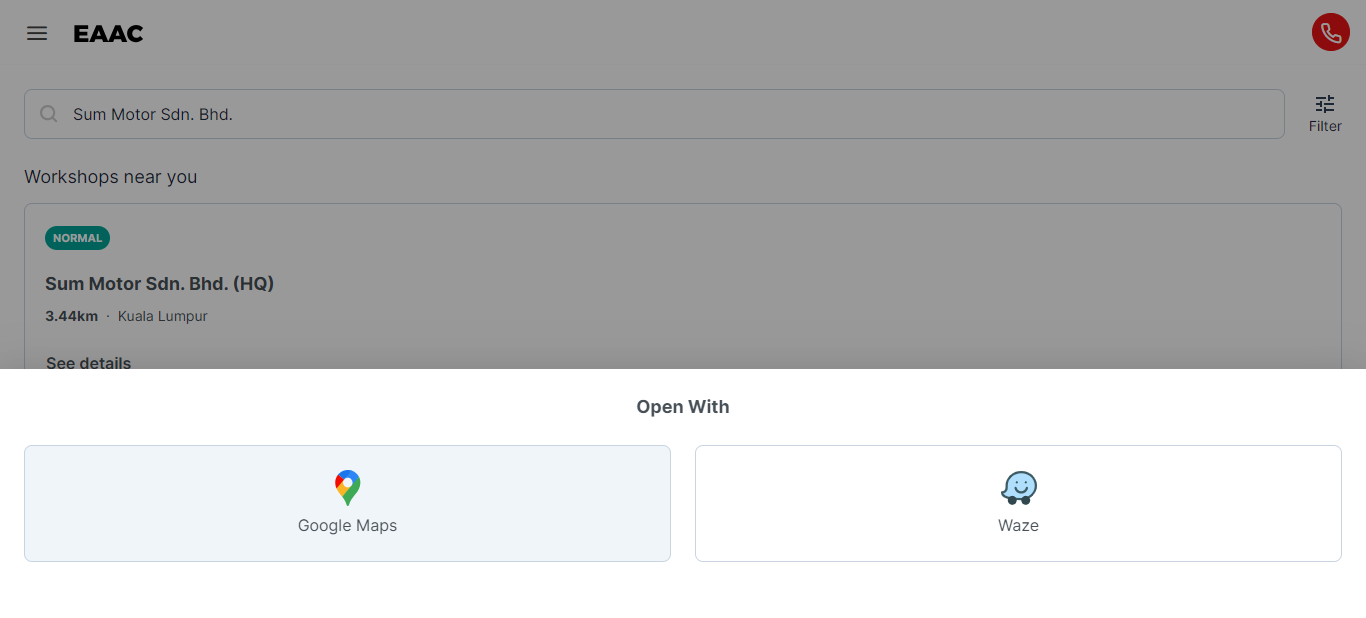 EAAC
Sum Motor Sdn. Bhd.
Filter
Workshops near you
NORMAL
Sum Motor Sdn. Bhd. (HQ)
3.44km · Kuala Lumpur
See details
Open With
Google Maps
Waze